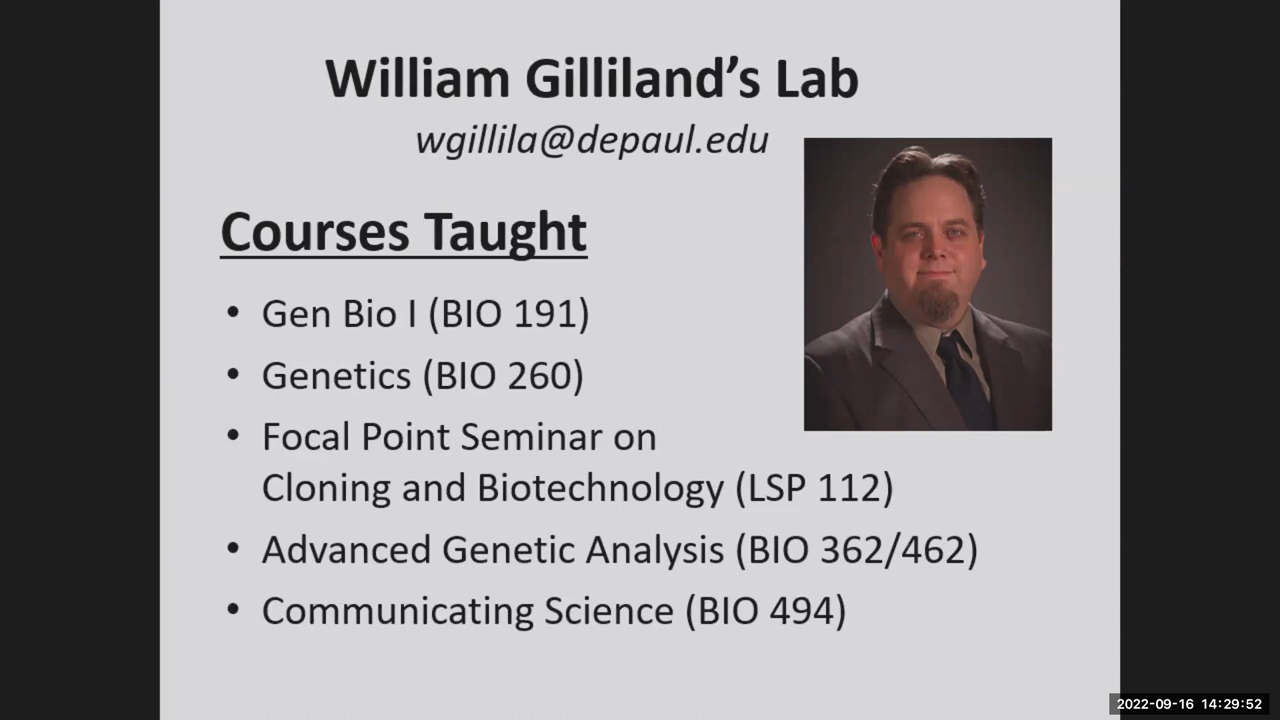 William Gilliland’s Lab
wgillila@depaul.edu
Courses Taught
• Gen Bio I (BIO 191)
• Genetics (BIO 260)
• Focal Point Seminar on
Cloning and Biotechnology (LSP 112)
• Advanced Genetic Analysis (BIO 362/462)
• Communicating Science (BIO 494)
2022-09-16 14:29:52